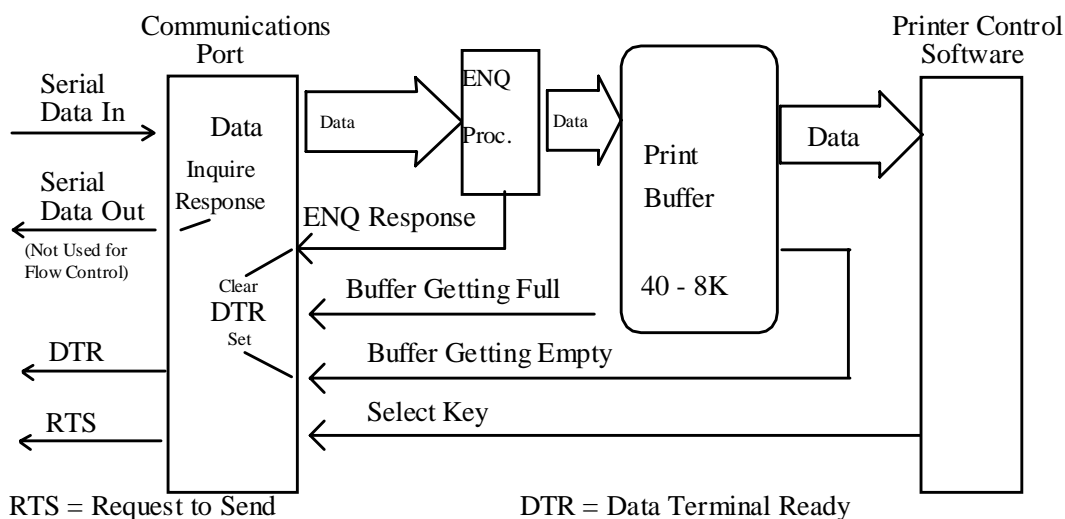 Communications
Port
Printer Control
Software
Serial
Data In
Data
Data
ENQ
Proc.
Data
Print
Buffer
40 - 8K
Data
Inquire
Response
Serial
Data Out
(Not Used for
Flow Control)
ENQ Response
Clear
DTR
Set
Buffer Getting Full
Buffer Getting Empty
DTR
Select Key
RTS
RTS = Request to Send
DTR = Data Terminal Ready